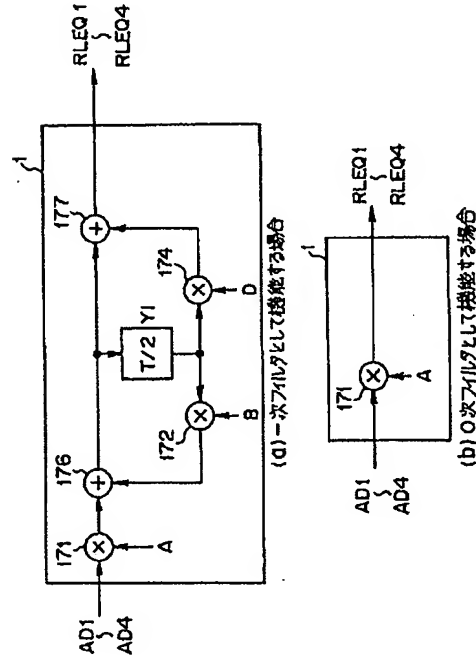 1
AD1
〜
AD4
171
A
176
T/2
Y1
172
B
174
D
177
RLEQ1
〜
RLEQ4
(a)一次フィルタとして機能する場合
1
AD1
〜
AD4
171
A
RLEQ1
〜
RLEQ4
(b)0次フィルタとして機能する場合